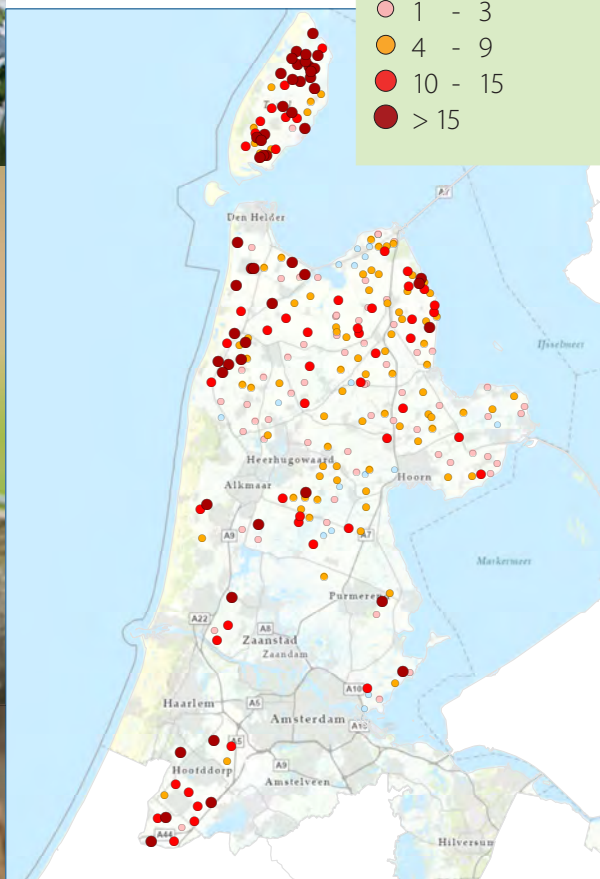 1 - 3
4 - 9
10 - 15
> 15
A7
Den Helder
IJsselmeer
Heerhugowaard
Hoorn
Alkmaar
A9
A7
Markermeer
Purmerend
A22
A8
Zaanstad
Zaandam
A10
Haarlem
A5
Amsterdam
A10
A5
Hoofddorp
A9
Amstelveen
A44
Hilversum